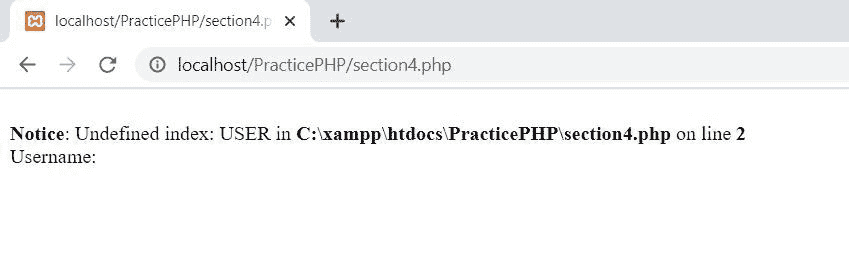 localhost/PracticePHP/section4.p
localhost/PracticePHP/section4.php
Notice: Undefined index: USER in C:\xampp\htdocs\PracticePHP\section4.php on line 2
Username: